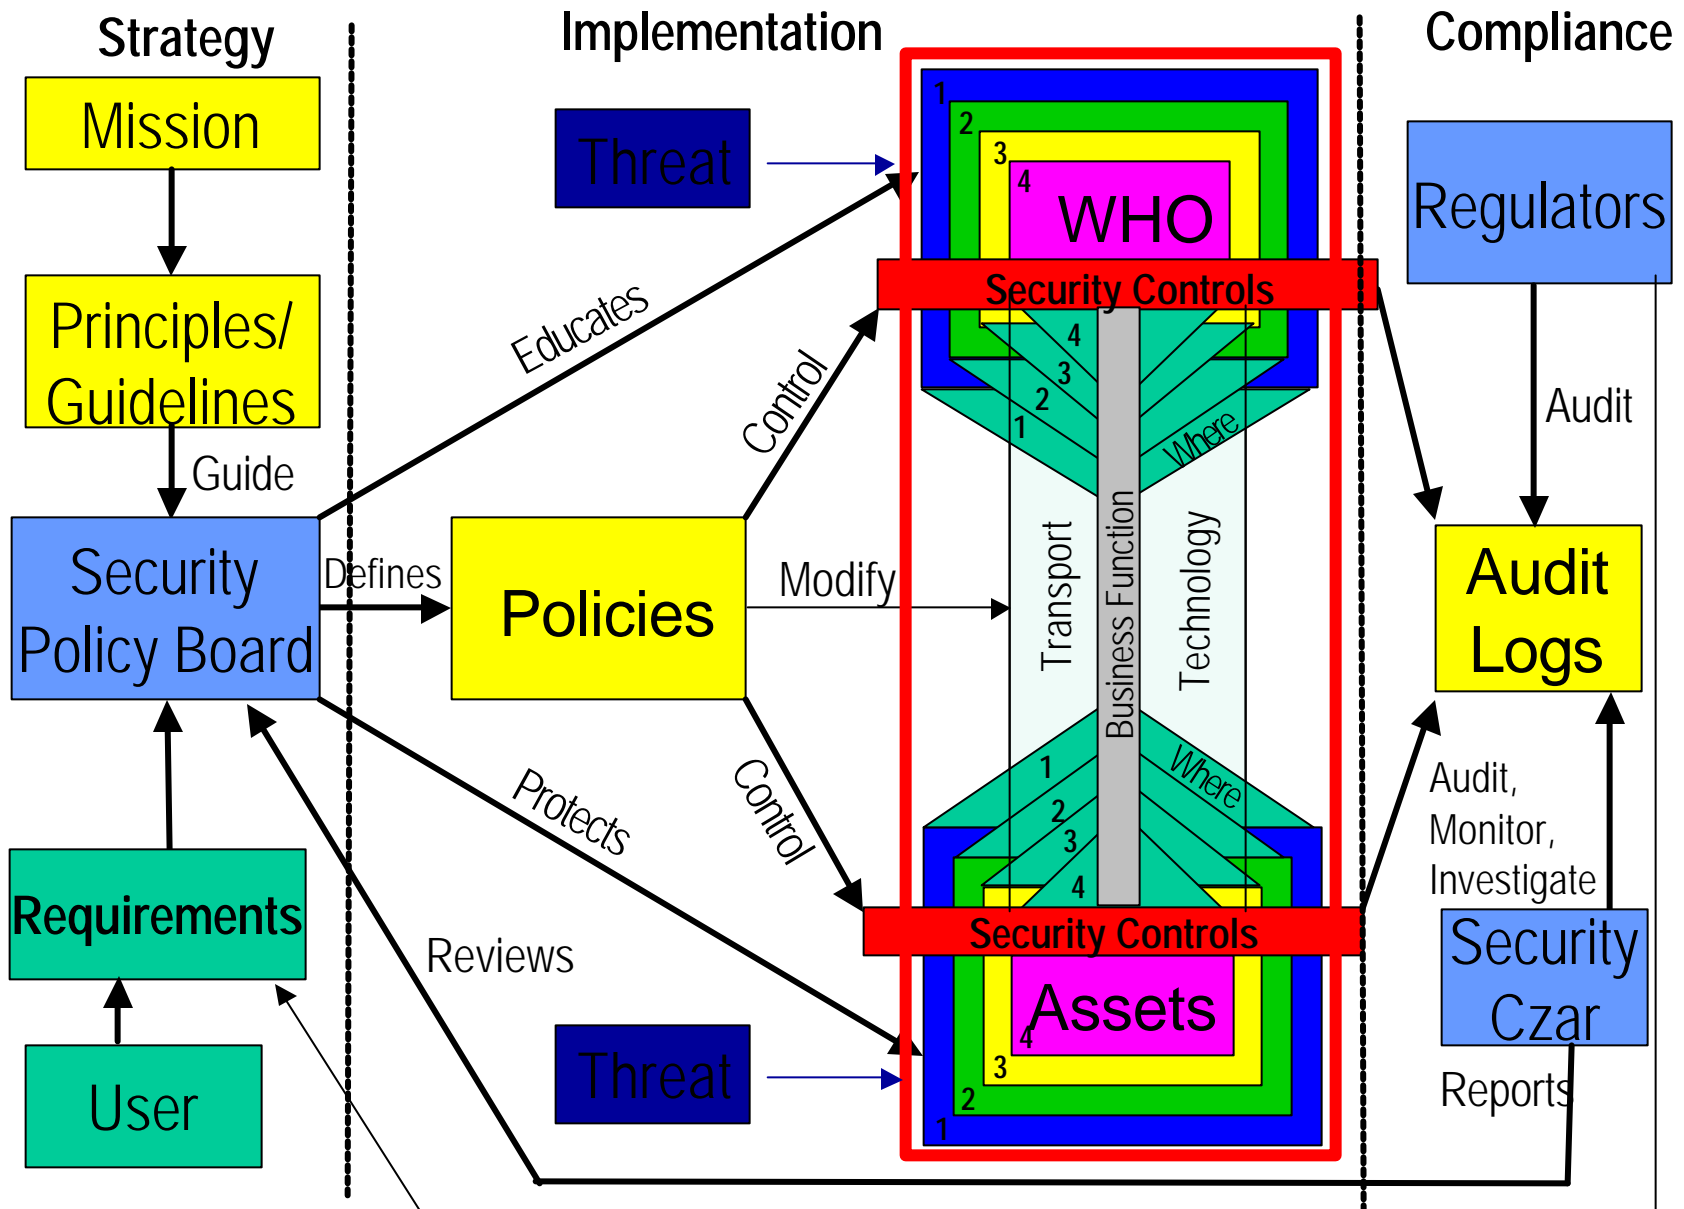 Strategy
Implementation
Compliance
Mission
Principles/
Guidelines
Guide
Security
Policy Board
Requirements
User
Threat
Educates
Defines
Policies
Control
Modify
Control
Protects
Reviews
Threat
1
2
3
4
WHO
Security Controls
4
3
2
1
Where
Transport
Business Function
Technology
1
2
3
4
Where
Security Controls
Assets
4
3
2
1
Regulators
Audit
Audit
Logs
Audit,
Monitor,
Investigate
Security
Czar
Reports